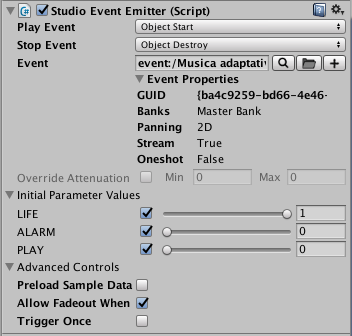 Studio Event Emitter (Script)
Play Event Object Start
Stop Event Object Destroy
Event event:/Musica adaptati
Event Properties
GUID {ba4c9259-bd66-4e46-
Banks Master Bank
Panning 2D
Stream True
Oneshot False
Override Attenuation Min 0 Max 0
Initial Parameter Values
LIFE 1
ALARM 0
PLAY 0
Advanced Controls
Preload Sample Data
Allow Fadeout When
Trigger Once